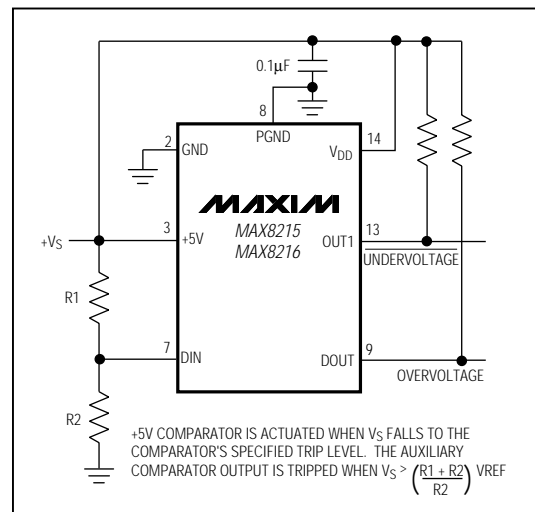 0.1µF
8
PGND
2
GND
14
VDD
MAXIM
MAX8215
MAX8216
+VS
3
+5V
13
OUT1
UNDERVOLTAGE
R1
7
DIN
DOUT
9
OVERVOLTAGE
R2
+5V COMPARATOR IS ACTUATED WHEN VS FALLS TO THE
COMPARATOR'S SPECIFIED TRIP LEVEL. THE AUXILIARY
COMPARATOR OUTPUT IS TRIPPED WHEN VS > (R1 + R2 / R2) VREF